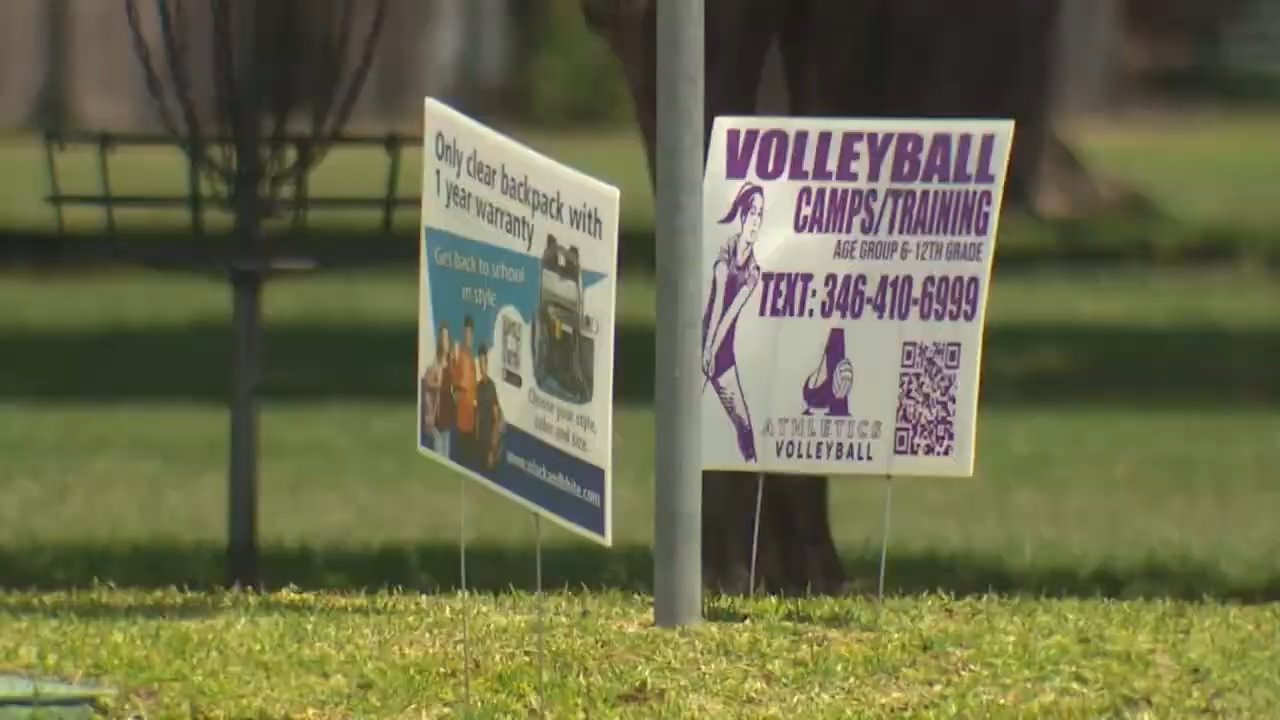 Only clear backpack with
1 year warranty
Get back to school
in style
Choose your style,
color and size.
VOLLEYBALL
CAMPS/TRAINING
AGE GROUP 6-12TH GRADE
TEXT: 346-410-6999
ATHLETICS
VOLLEYBALL